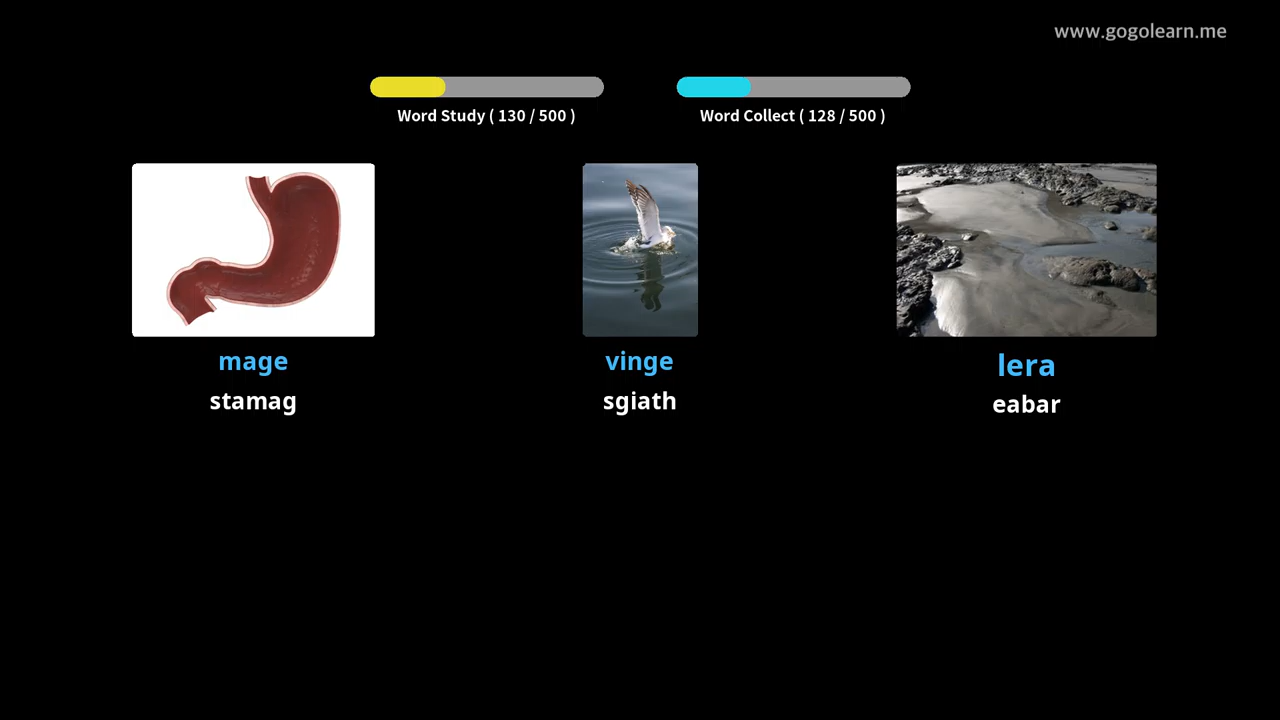 www.gogolearn.me
Word Study ( 130 / 500 )
Word Collect ( 128 / 500 )
mage
vinge
lera
stamag
sgiath
eabar